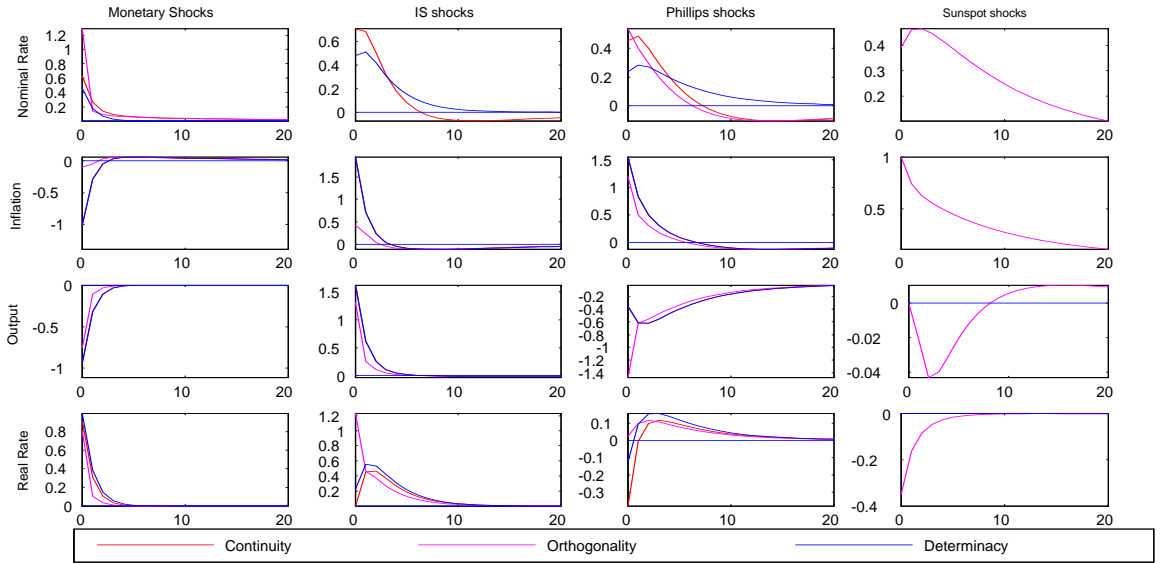 Monetary Shocks IS shocks Phillips shocks Sunspot shocks
Nominal Rate
1.2
1
0.8
0.6
0.4
0.2
0 10 20
0.6
0.4
0.2
0
0 10 20
0.4
0.2
0
0 10 20
0.4
0.3
0.2
0 10 20
Inflation
0
-0.5
-1
0 10 20
1.5
1
0.5
0
0 10 20
1.5
1
0.5
0
0 10 20
1
0.5
0 10 20
Output
0
-0.5
-1
0 10 20
1.5
1
0.5
0
0 10 20
-0.2
-0.4
-0.6
-0.8
-1
-1.2
-1.4
0 10 20
0
-0.02
-0.04
0 10 20
Real Rate
0.8
0.6
0.4
0.2
0
0 10 20
1.2
1
0.8
0.6
0.4
0.2
0 10 20
0.1
0
-0.1
-0.2
-0.3
0 10 20
0
-0.2
-0.4
0 10 20
Continuity Orthogonality Determinacy